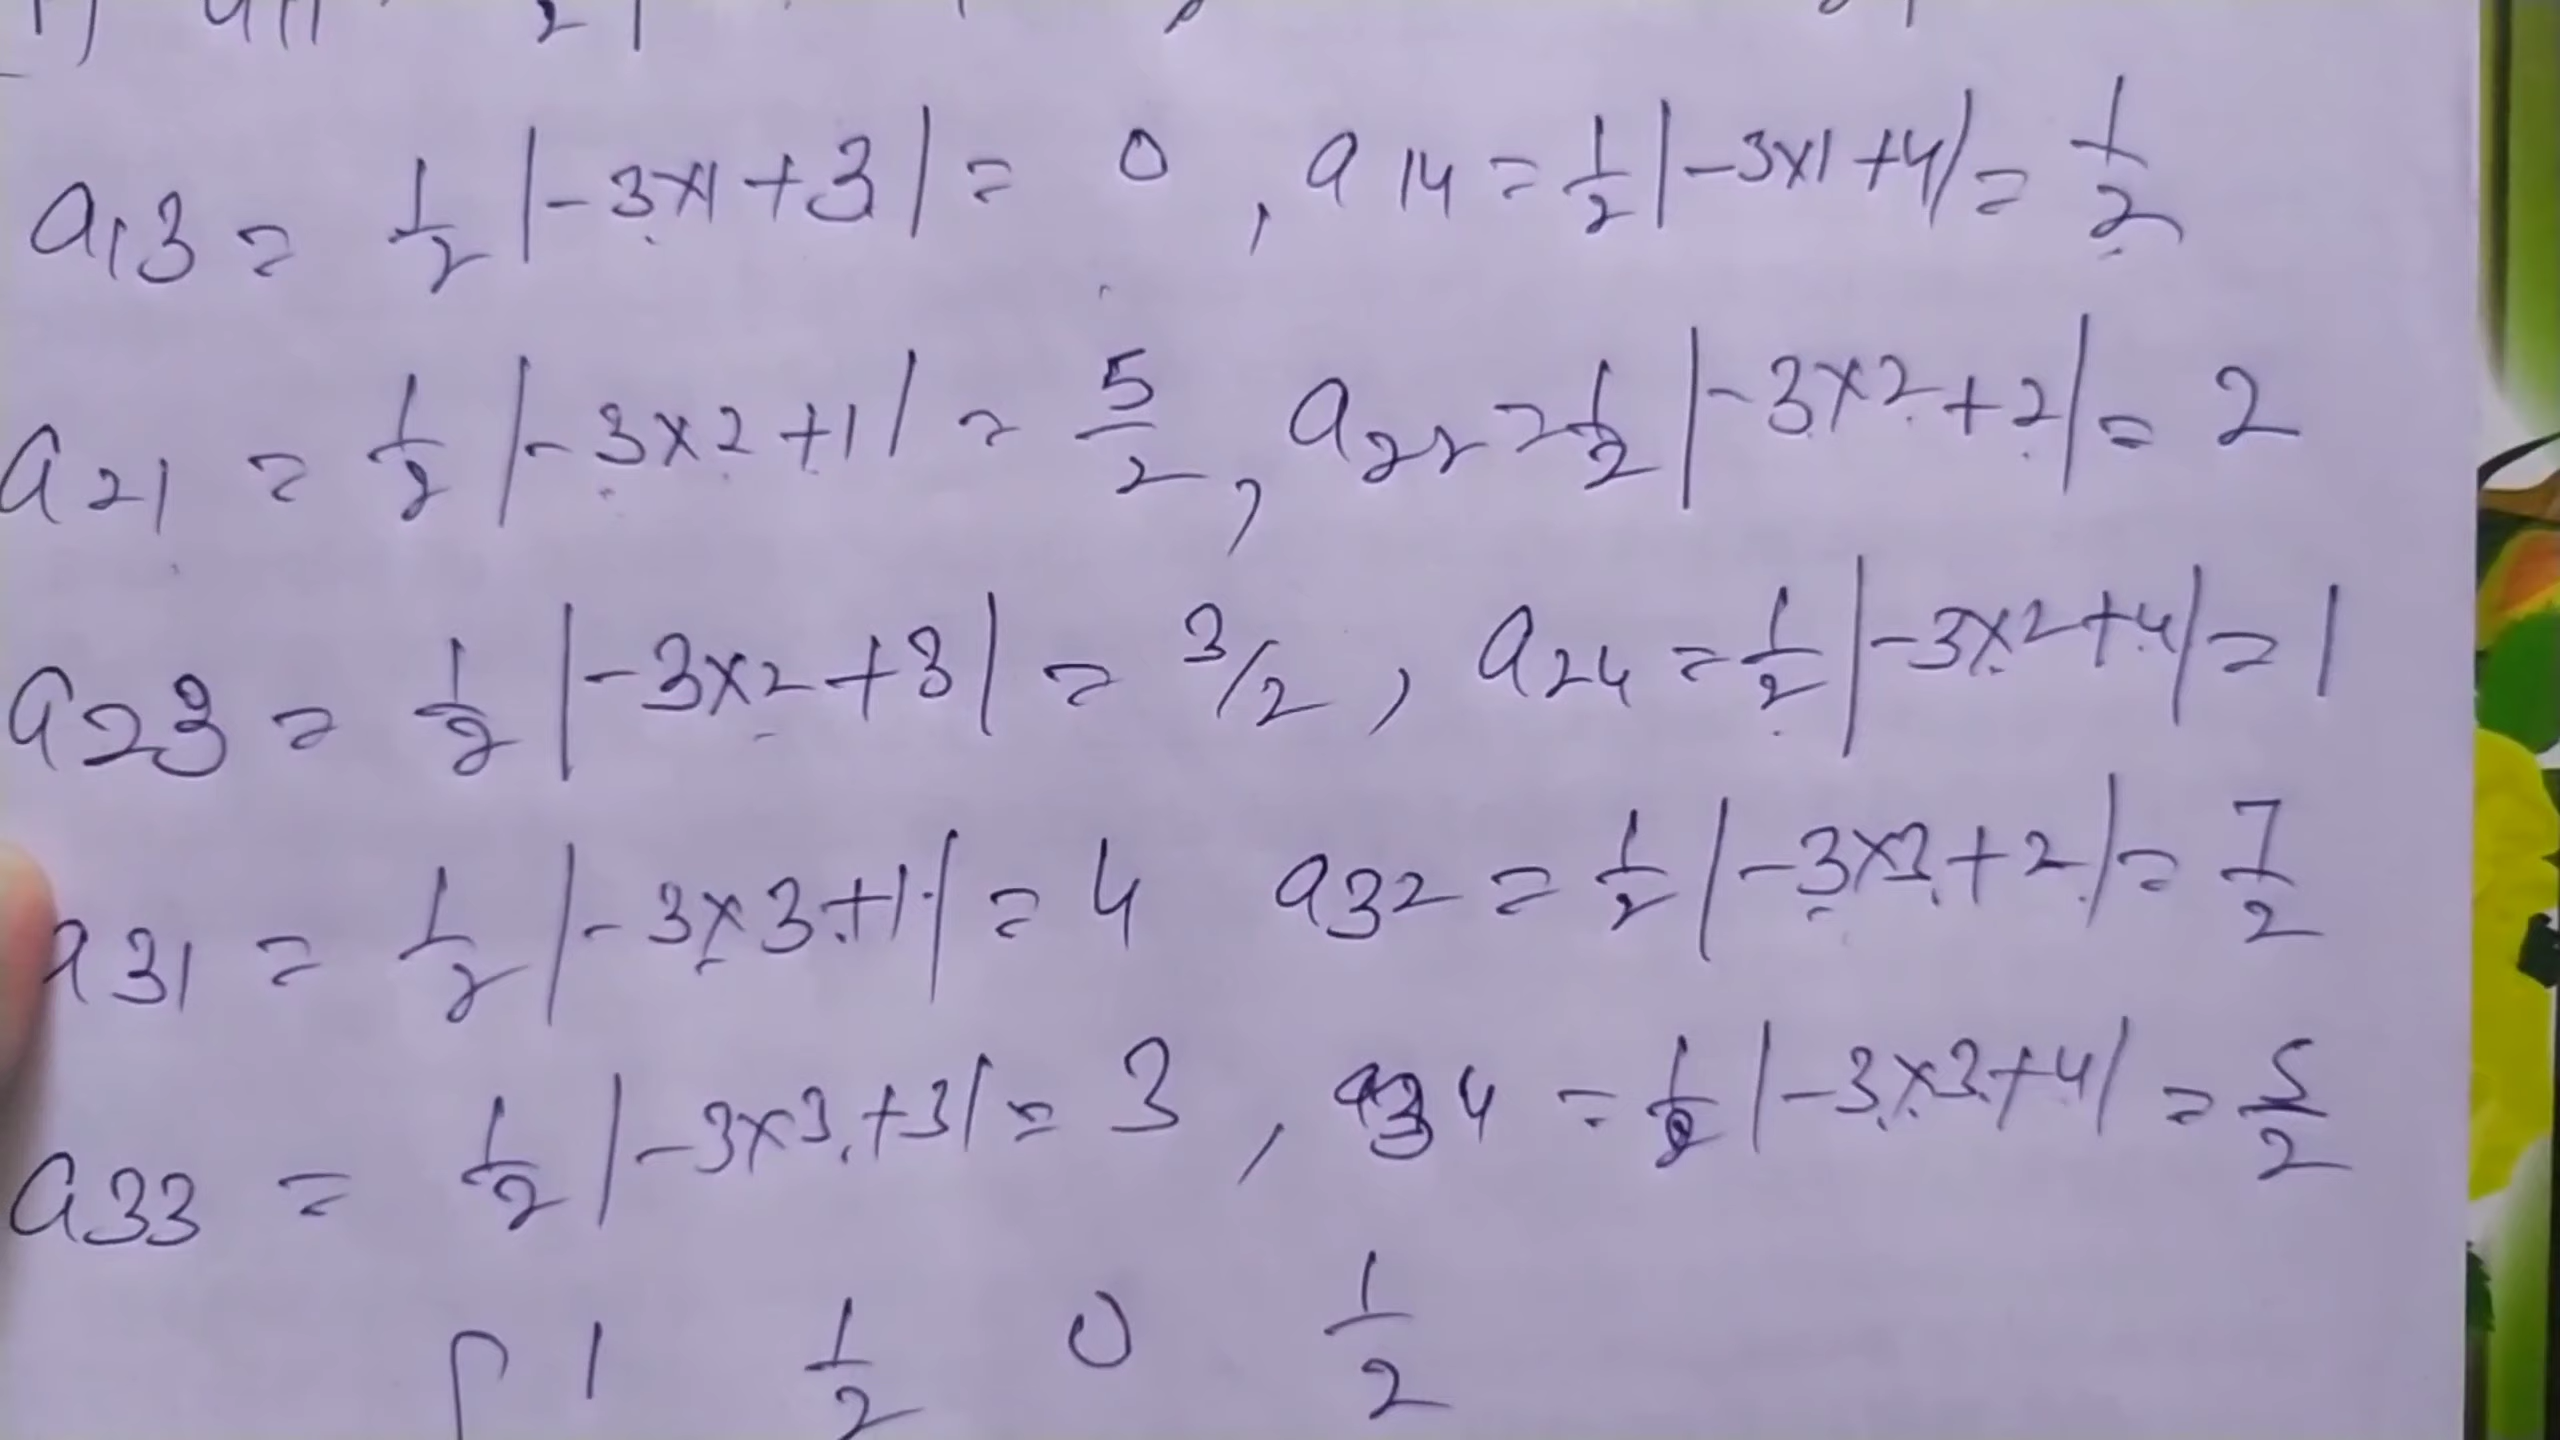 a13 = 1/2 |-3×1+3| = 0 , a14 = 1/2 |-3×1+4| = 1/2
a21 = 1/2 |-3×2+1| = 5/2 , a22 = 1/2 |-3×2+2| = 2
a23 = 1/2 |-3×2+3| = 3/2 , a24 = 1/2 |-3×2+4| = 1
a31 = 1/2 |-3×3+1| = 4 a32 = 1/2 |-3×3+2| = 7/2
a33 = 1/2 |-3×3+3| = 3 , a34 = 1/2 |-3×3+4| = 5/2
[ 1 1/2 0 1/2